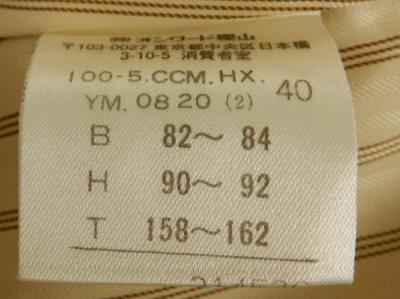 ㈱ オンワード樫山
〒103-0027 東京都中央区日本橋
3-10-5 消費者室
100-5.CCM.HX. 40
YM.0820 (2)
B 82～ 84
H 90～ 92
T 158～162